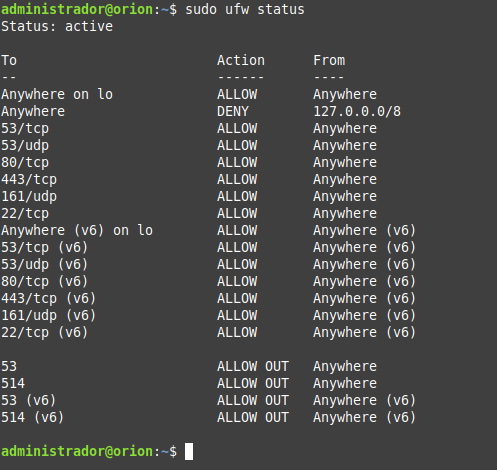 administrador@orion:~$ sudo ufw status
Status: active
To Action From
-- ------ ----
Anywhere on lo ALLOW Anywhere
Anywhere DENY 127.0.0.0/8
53/tcp ALLOW Anywhere
53/udp ALLOW Anywhere
80/tcp ALLOW Anywhere
443/tcp ALLOW Anywhere
161/udp ALLOW Anywhere
22/tcp ALLOW Anywhere
Anywhere (v6) on lo ALLOW Anywhere (v6)
53/tcp (v6) ALLOW Anywhere (v6)
53/udp (v6) ALLOW Anywhere (v6)
80/tcp (v6) ALLOW Anywhere (v6)
443/tcp (v6) ALLOW Anywhere (v6)
161/udp (v6) ALLOW Anywhere (v6)
22/tcp (v6) ALLOW Anywhere (v6)
53 ALLOW OUT Anywhere
514 ALLOW OUT Anywhere
53 (v6) ALLOW OUT Anywhere (v6)
514 (v6) ALLOW OUT Anywhere (v6)
administrador@orion:~$